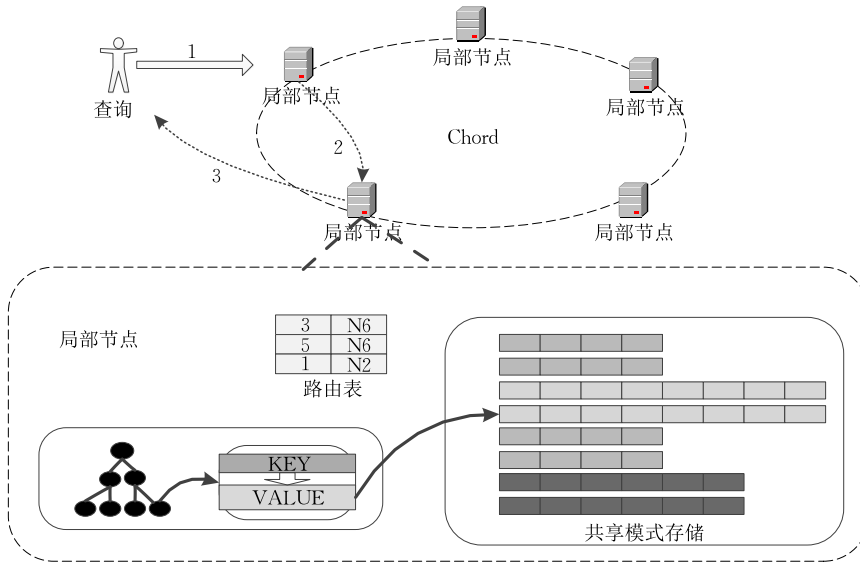 1
局部节点
局部节点
局部节点
查询
Chord
2
3
局部节点
局部节点
局部节点
3 N6
5 N6
1 N2
路由表
KEY
VALUE
共享模式存储